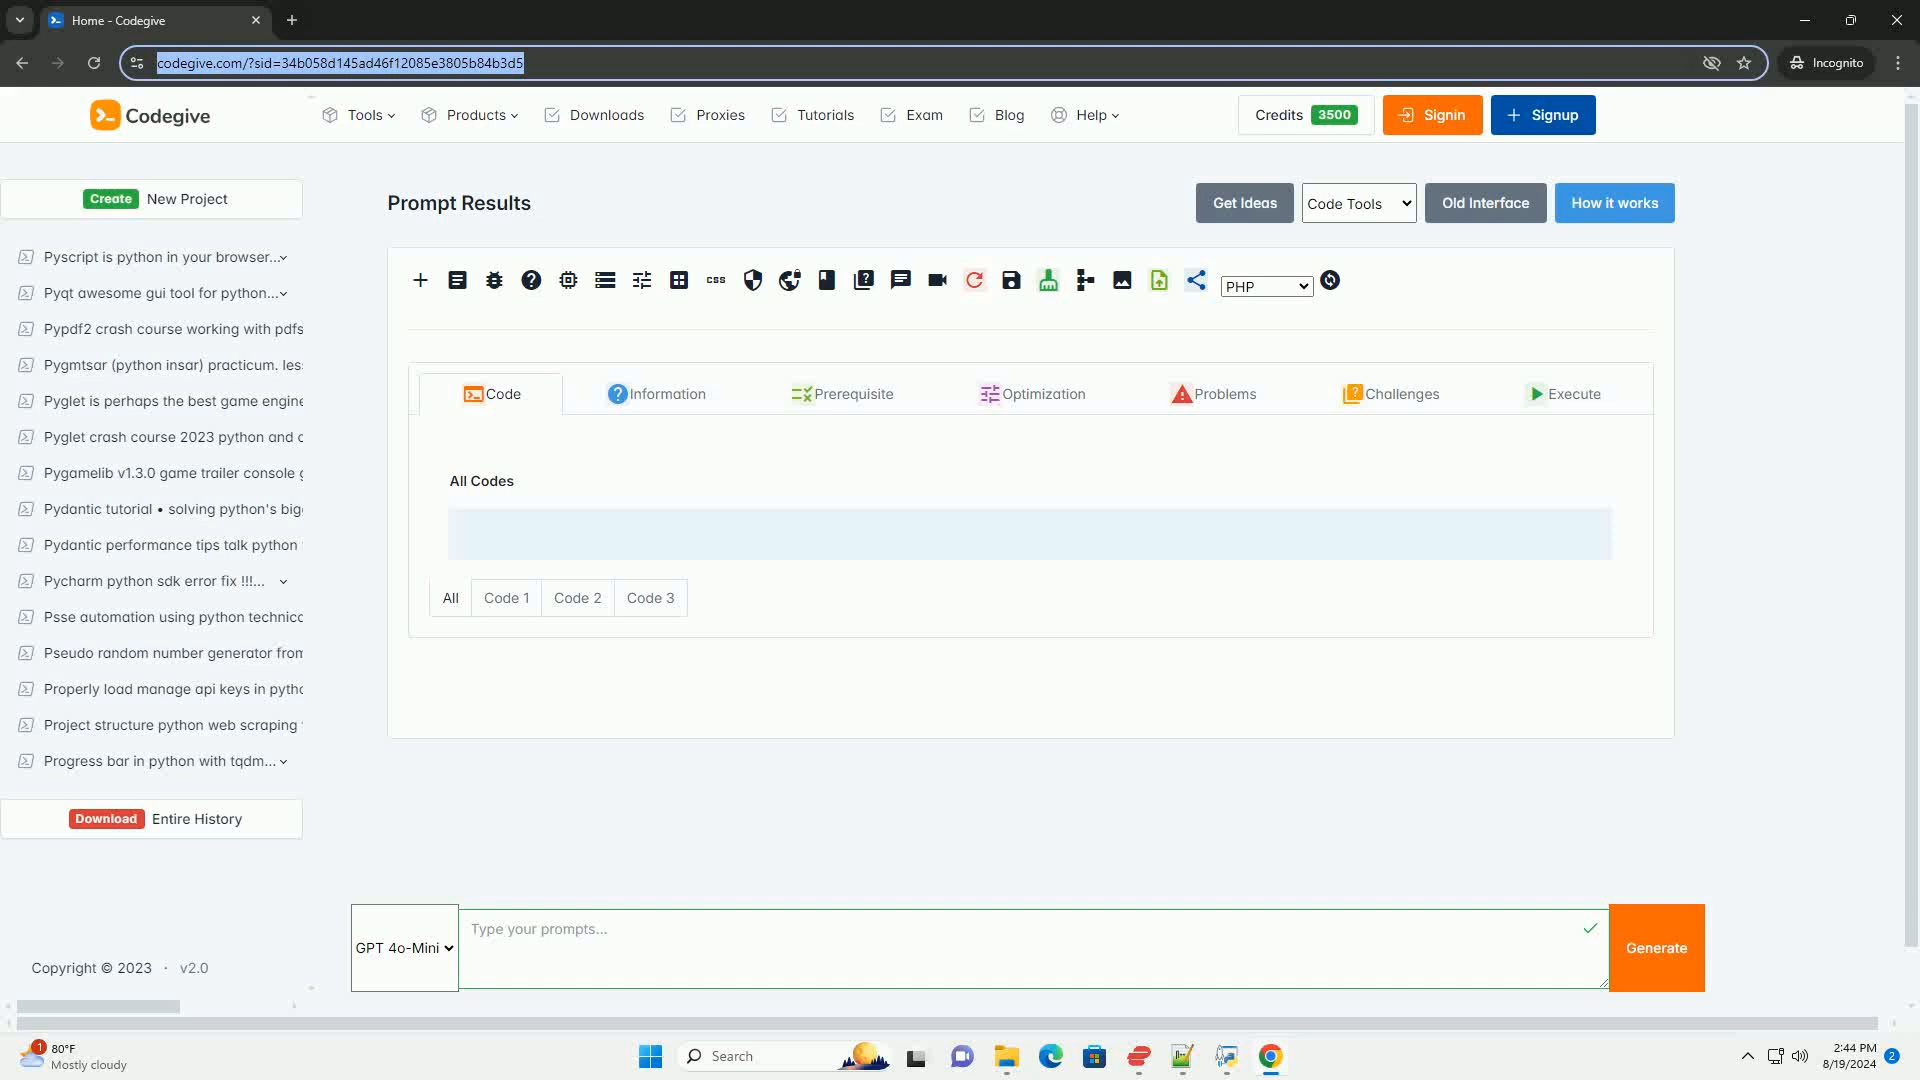 Home - Codegive
codegive.com/?sid=34b058d145ad46f12085e3805b84b3d5
Incognito
Codegive
Tools
Products
Downloads
Proxies
Tutorials
Exam
Blog
Help
Credits 3500
Signin
Signup
Create New Project
Pyscript is python in your browser...
Pyqt awesome gui tool for python...
Pypdf2 crash course working with pdfs
Pygmtsar (python insar) practicum. les
Pyglet is perhaps the best game engine
Pyglet crash course 2023 python and c
Pygamelib v1.3.0 game trailer console g
Pydantic tutorial • solving python's big
Pydantic performance tips talk python
Pycharm python sdk error fix !!!...
Psse automation using python technica
Pseudo random number generator from
Properly load manage api keys in pytho
Project structure python web scraping
Progress bar in python with tqdm...
Download Entire History
Copyright © 2023 · v2.0
Prompt Results
Get Ideas
Code Tools
Old Interface
How it works
CSS
PHP
Code
Information
Prerequisite
Optimization
Problems
Challenges
Execute
All Codes
All
Code 1
Code 2
Code 3
GPT 4o-Mini
Type your prompts...
Generate
1
80°F
Mostly cloudy
Search
2:44 PM
8/19/2024
2